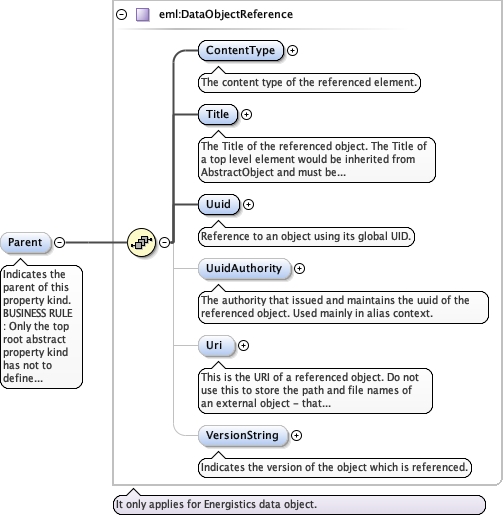 eml:DataObjectReference
ContentType
The content type of the referenced element.
Title
The Title of the referenced object. The Title of
a top level element would be inherited from
AbstractObject and must be...
Uuid
Reference to an object using its global UID.
Parent
Indicates the
parent of this
property kind.
BUSINESS RULE
: Only the top
root abstract
property kind
has not to
define...
UuidAuthority
The authority that issued and maintains the uuid of the
referenced object. Used mainly in alias context.
Uri
This is the URI of a referenced object. Do not
use this to store the path and file names of
an external object – that...
VersionString
Indicates the version of the object which is referenced.
It only applies for Energistics data object.